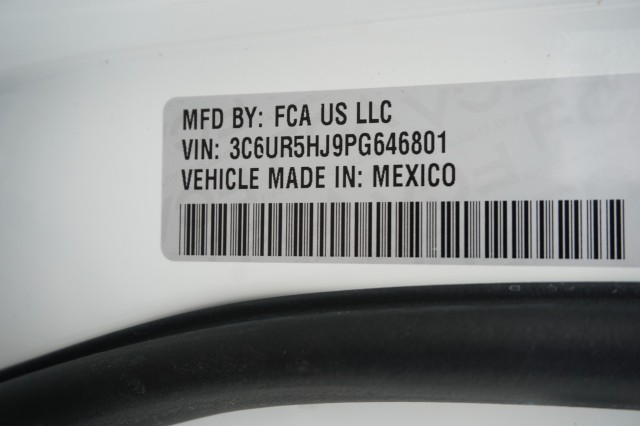 MFD BY: FCA US LLC
VIN: 3C6UR5HJ9PG646801
VEHICLE MADE IN: MEXICO